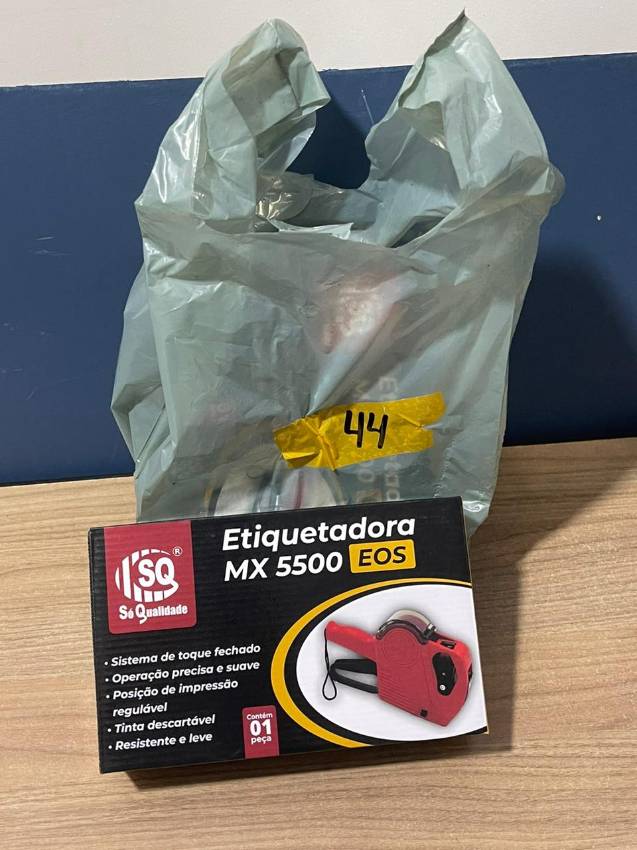 44
Etiquetadora
MX 5500 EOS
SQ®
Só Qualidade
• Sistema de toque fechado
• Operação precisa e suave
• Posição de impressão
regulável
• Tinta descartável
• Resistente e leve
Contém
01
peça